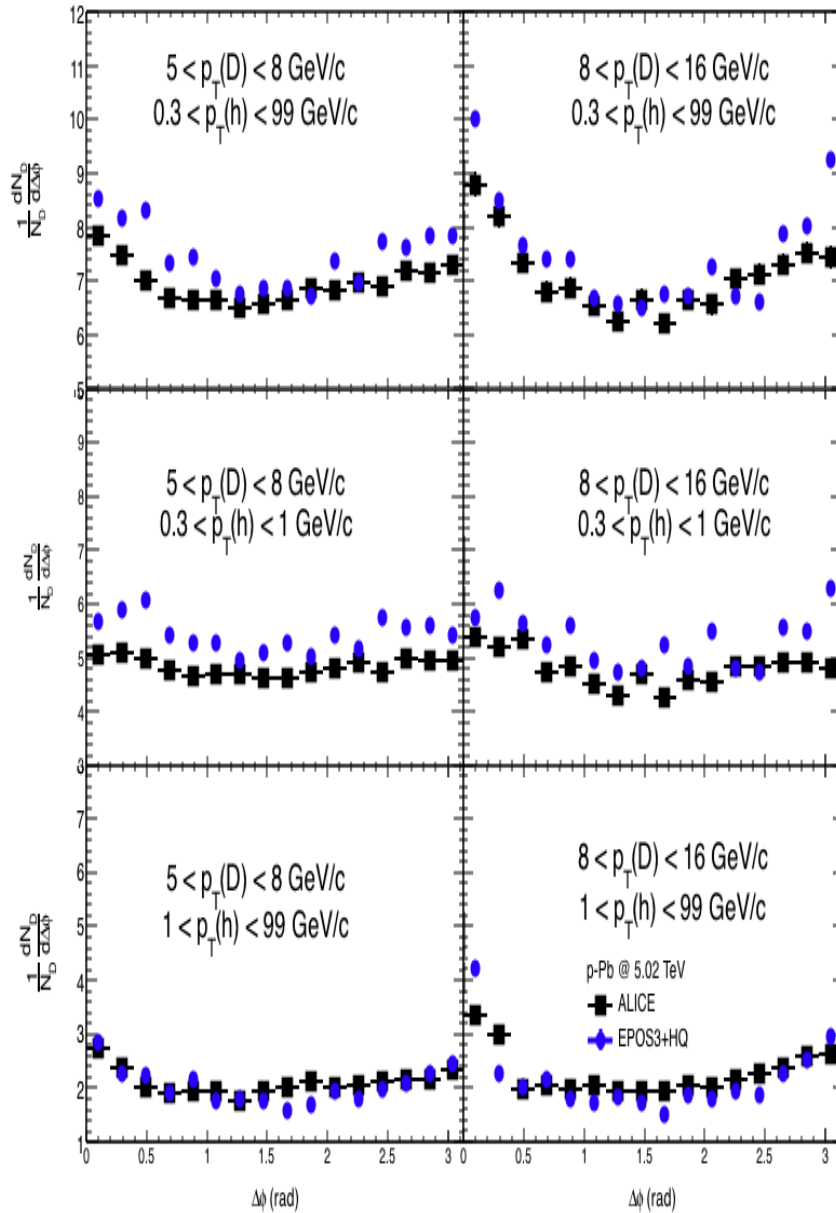 12
11
10
9
8
7
6
5
1/N_D dN_D/dΔϕ
5 < p_T(D) < 8 GeV/c
0.3 < p_T(h) < 99 GeV/c
8 < p_T(D) < 16 GeV/c
0.3 < p_T(h) < 99 GeV/c
9
8
7
6
5
4
3
1/N_D dN_D/dΔϕ
5 < p_T(D) < 8 GeV/c
0.3 < p_T(h) < 1 GeV/c
8 < p_T(D) < 16 GeV/c
0.3 < p_T(h) < 1 GeV/c
7
6
5
4
3
2
1
1/N_D dN_D/dΔϕ
5 < p_T(D) < 8 GeV/c
1 < p_T(h) < 99 GeV/c
8 < p_T(D) < 16 GeV/c
1 < p_T(h) < 99 GeV/c
p-Pb @ 5.02 TeV
ALICE
EPOS3+HQ
0 0.5 1 1.5 2 2.5 3
0 0.5 1 1.5 2 2.5 3
Δϕ (rad)
Δϕ (rad)